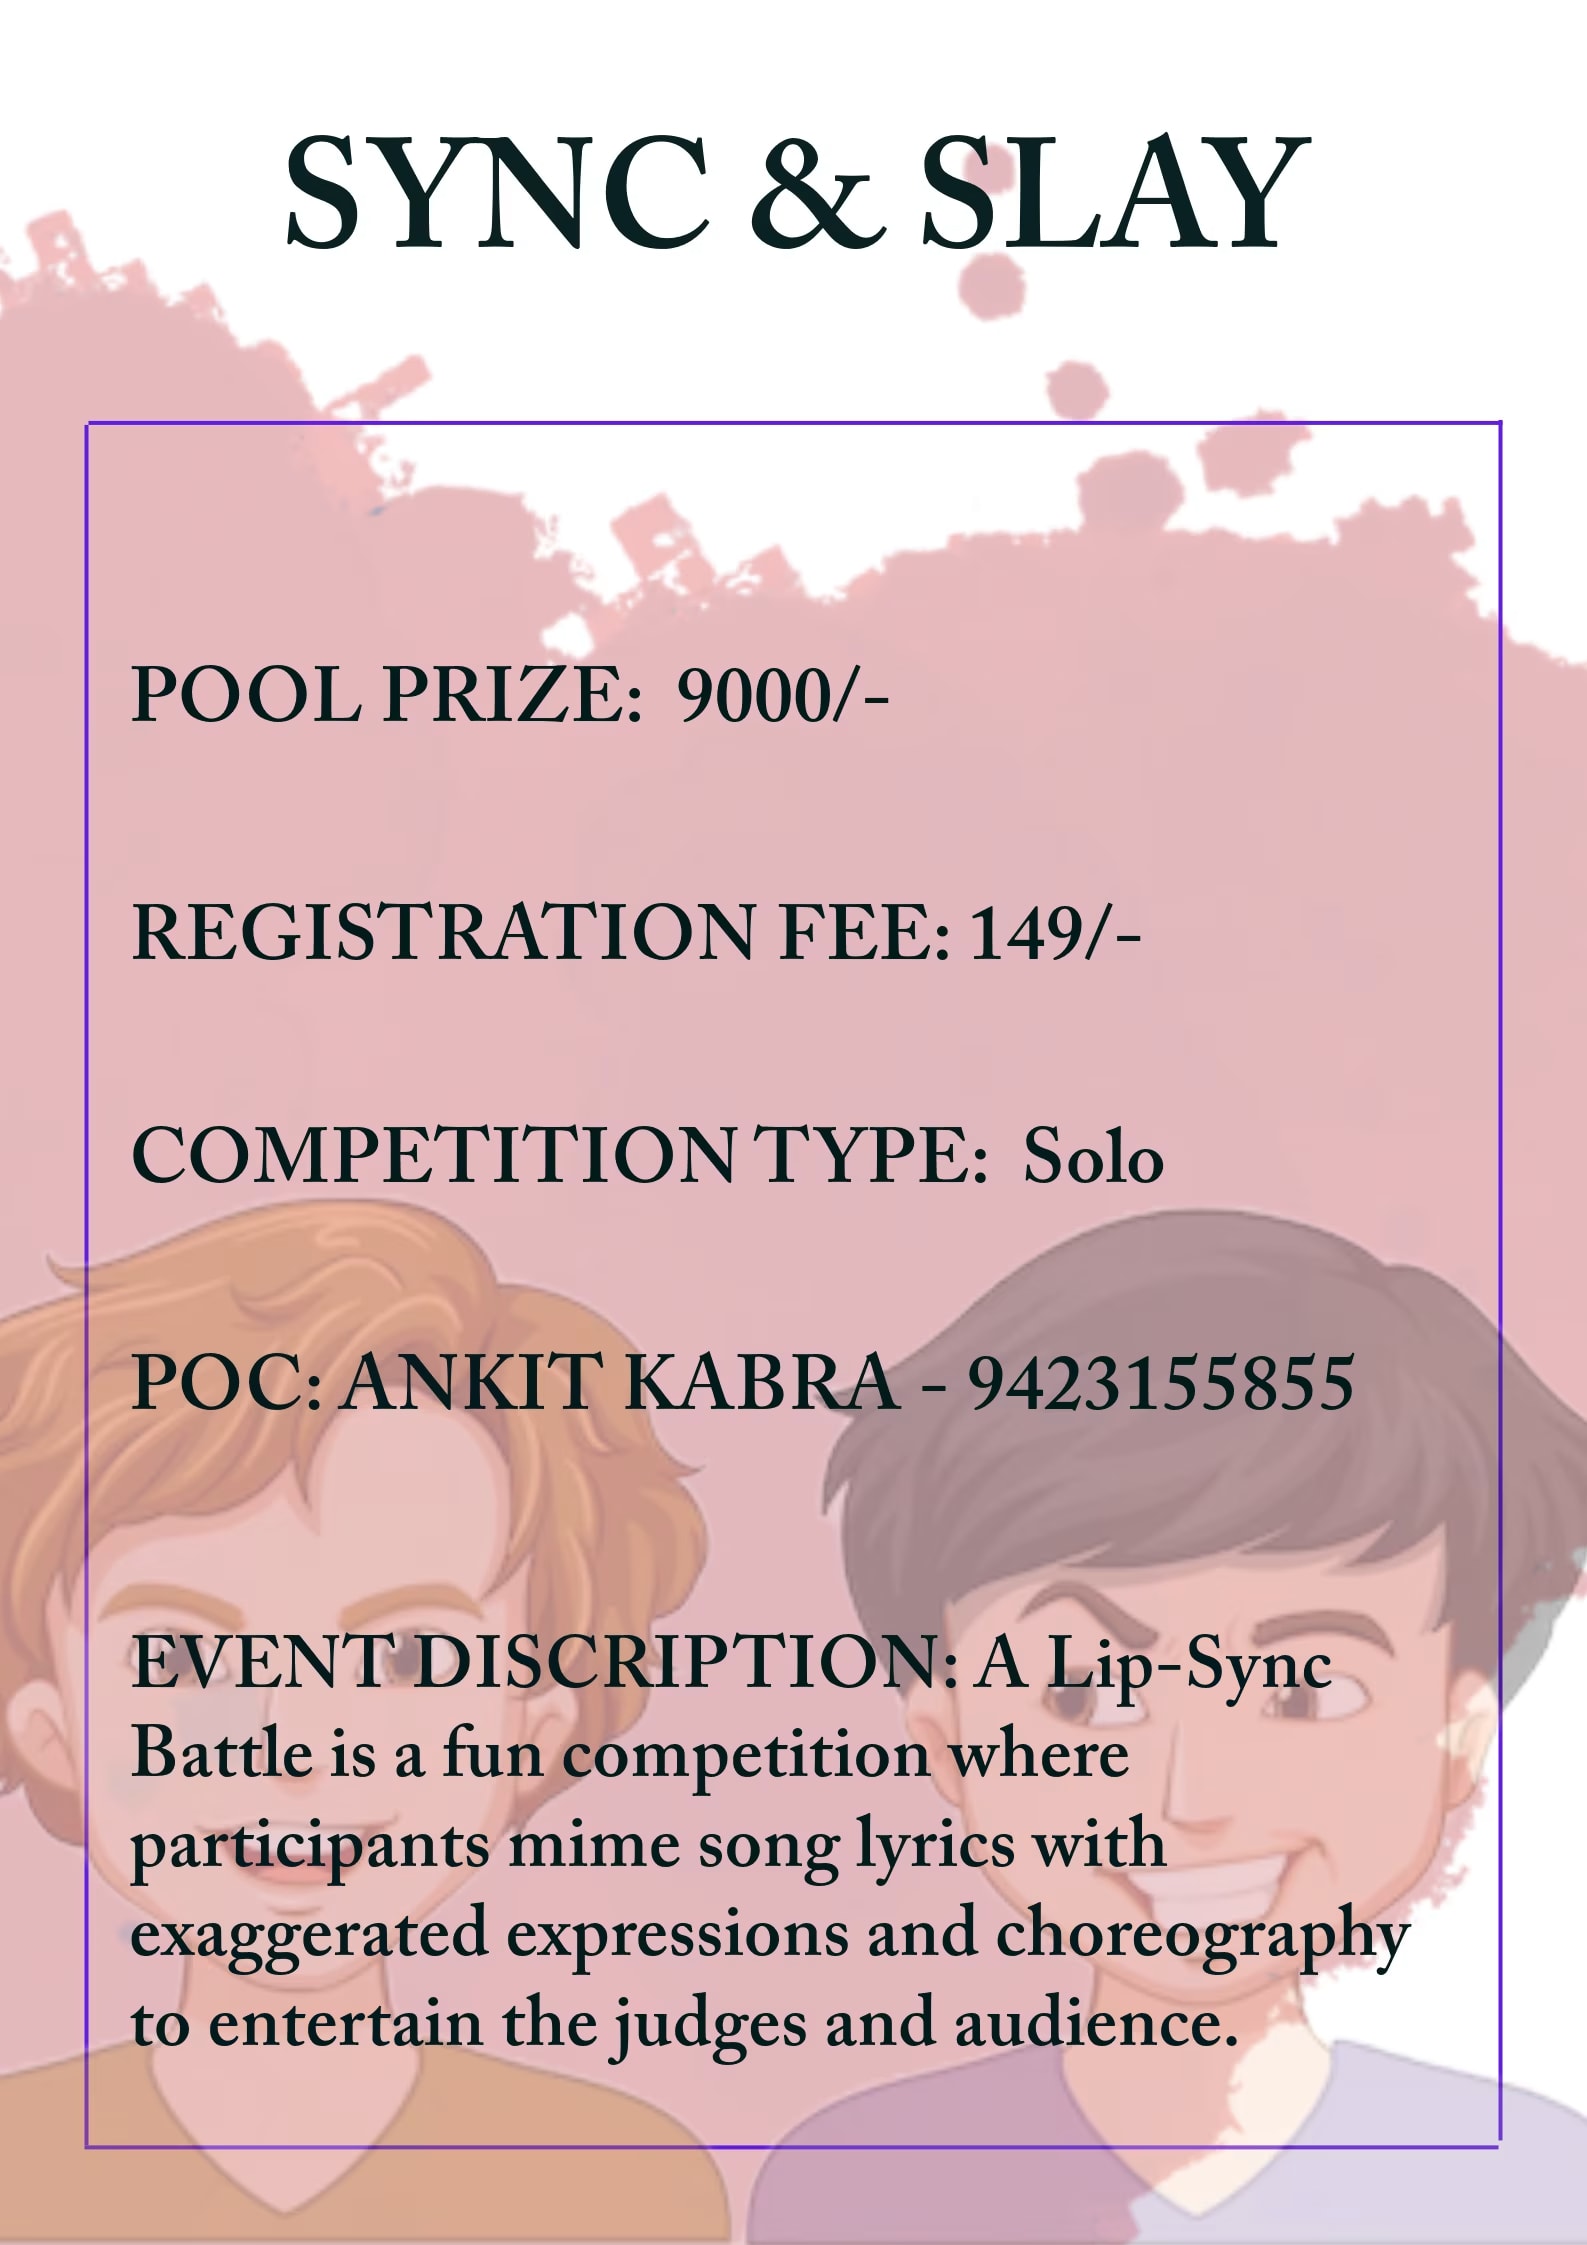 SYNC & SLAY
POOL PRIZE: 9000/-
REGISTRATION FEE: 149/-
COMPETITION TYPE: Solo
POC: ANKIT KABRA - 9423155855
EVENT DISCRIPTION: A Lip-Sync
Battle is a fun competition where
participants mime song lyrics with
exaggerated expressions and choreography
to entertain the judges and audience.